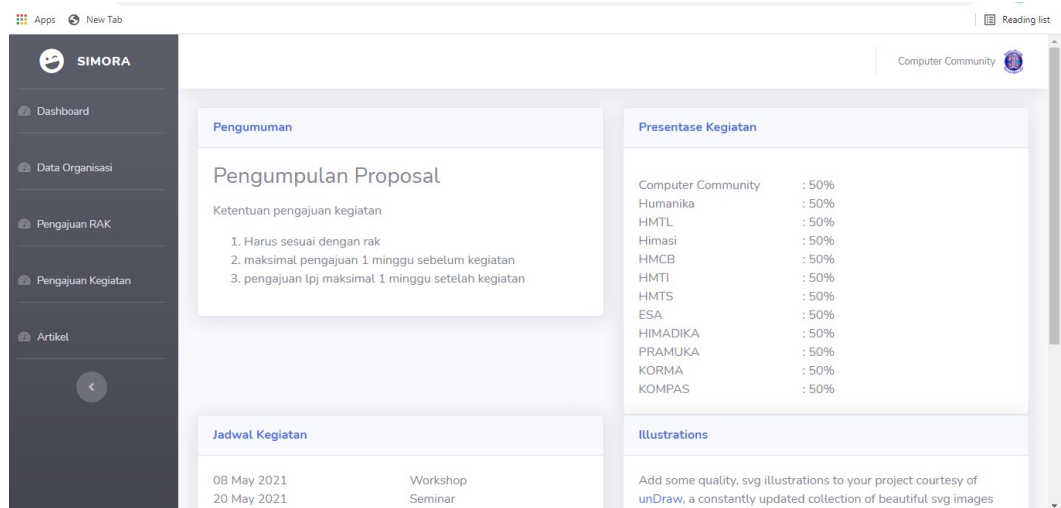 Apps New Tab Reading list
SIMORA
Computer Community
Dashboard
Data Organisasi
Pengajuan RAK
Pengajuan Kegiatan
Artikel
Pengumuman
Pengumpulan Proposal
Ketentuan pengajuan kegiatan
1. Harus sesuai dengan rak
2. maksimal pengajuan 1 minggu sebelum kegiatan
3. pengajuan lpj maksimal 1 minggu setelah kegiatan
Presentase Kegiatan
Computer Community : 50%
Humanika : 50%
HMTL : 50%
Himasi : 50%
HMCB : 50%
HMTI : 50%
HMTS : 50%
ESA : 50%
HIMADIKA : 50%
PRAMUKA : 50%
KORMA : 50%
KOMPAS : 50%
Jadwal Kegiatan
08 May 2021 Workshop
20 May 2021 Seminar
Illustrations
Add some quality, svg illustrations to your project courtesy of
unDraw, a constantly updated collection of beautiful svg images